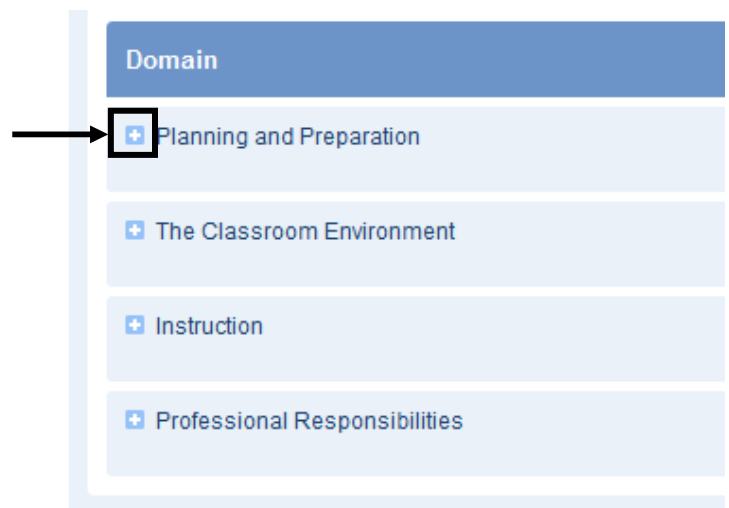 Domain
Planning and Preparation
The Classroom Environment
Instruction
Professional Responsibilities